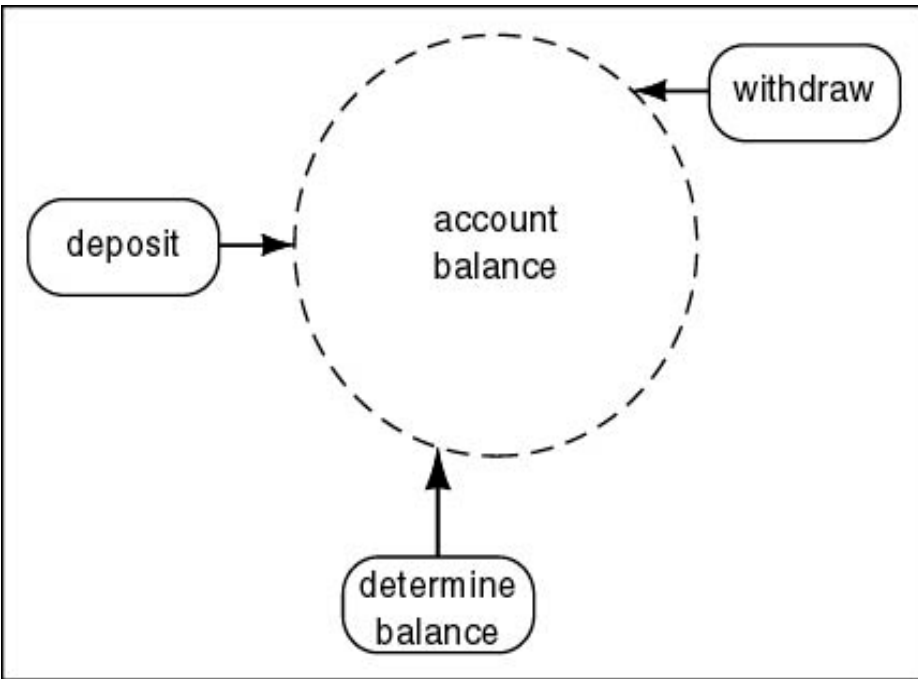 withdraw
deposit
account
balance
determine
balance